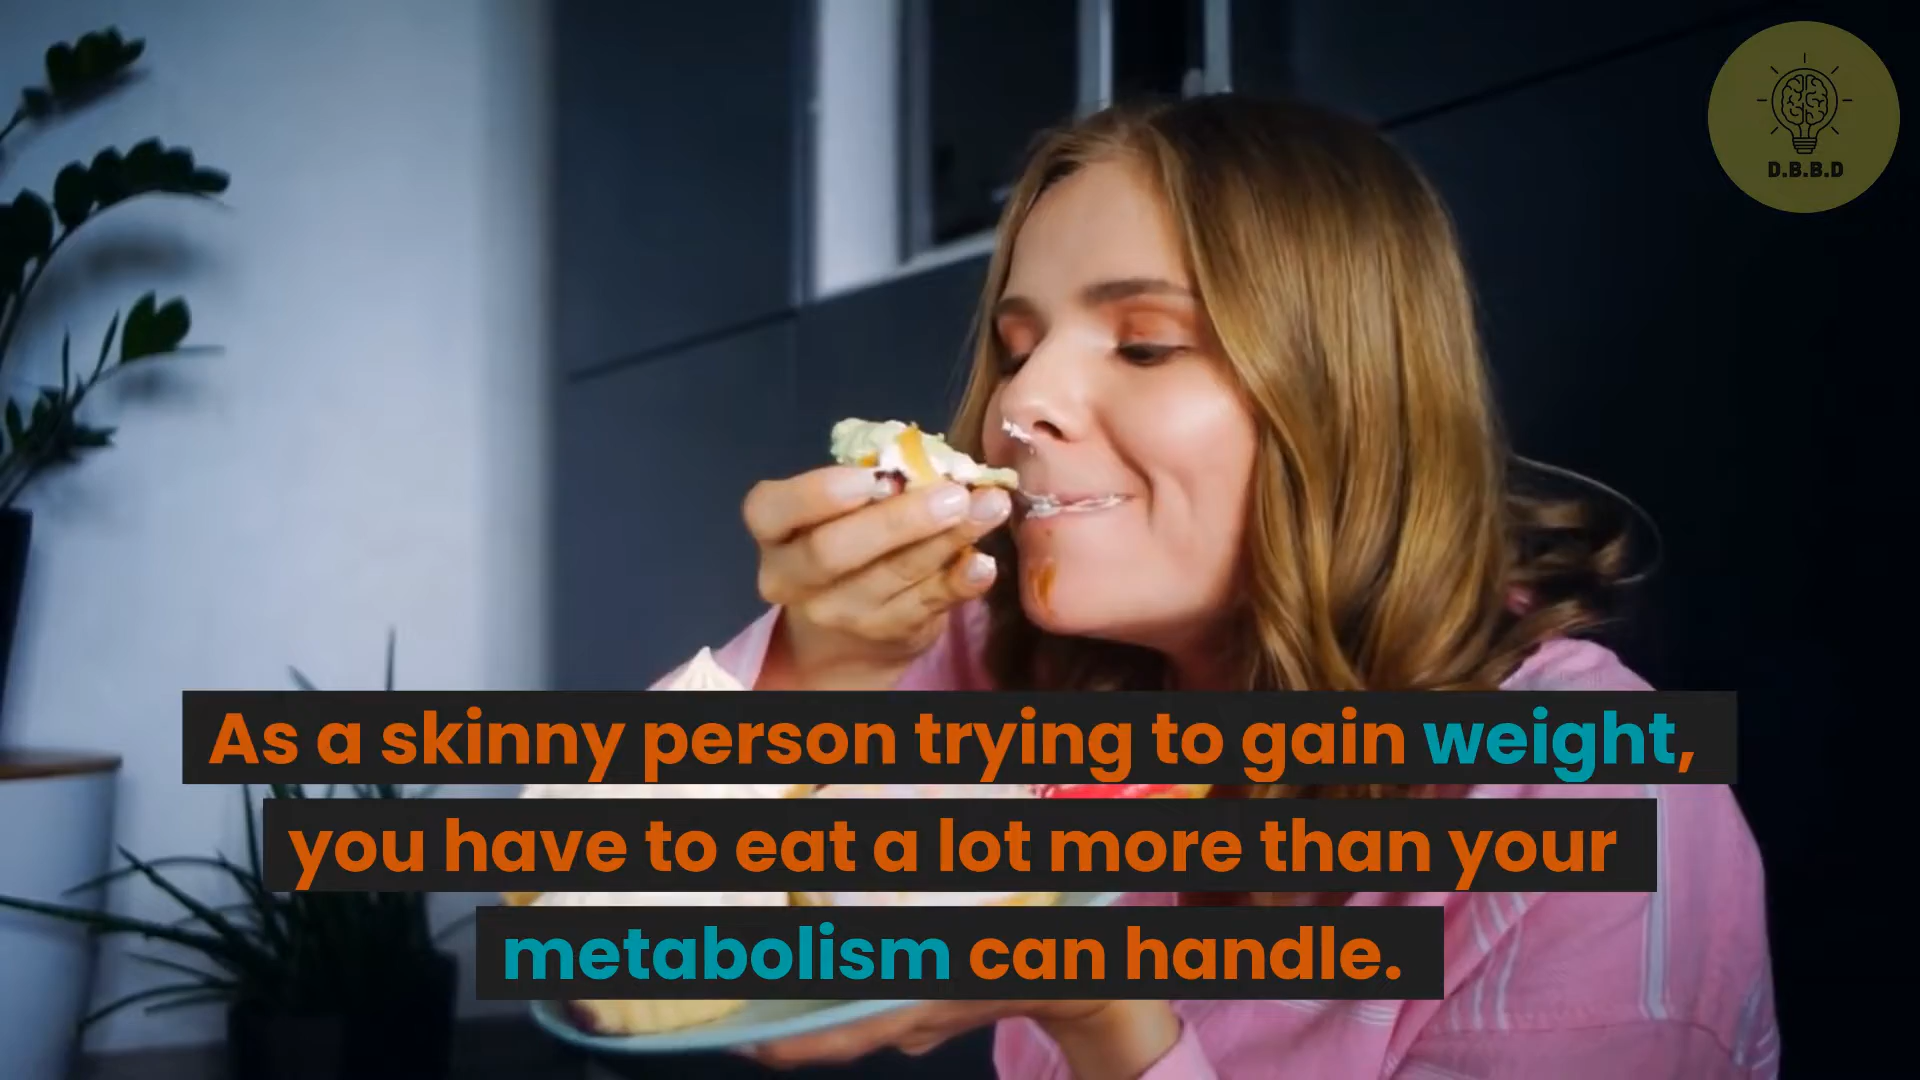 D.B.B.D
As a skinny person trying to gain weight,
you have to eat a lot more than your
metabolism can handle.